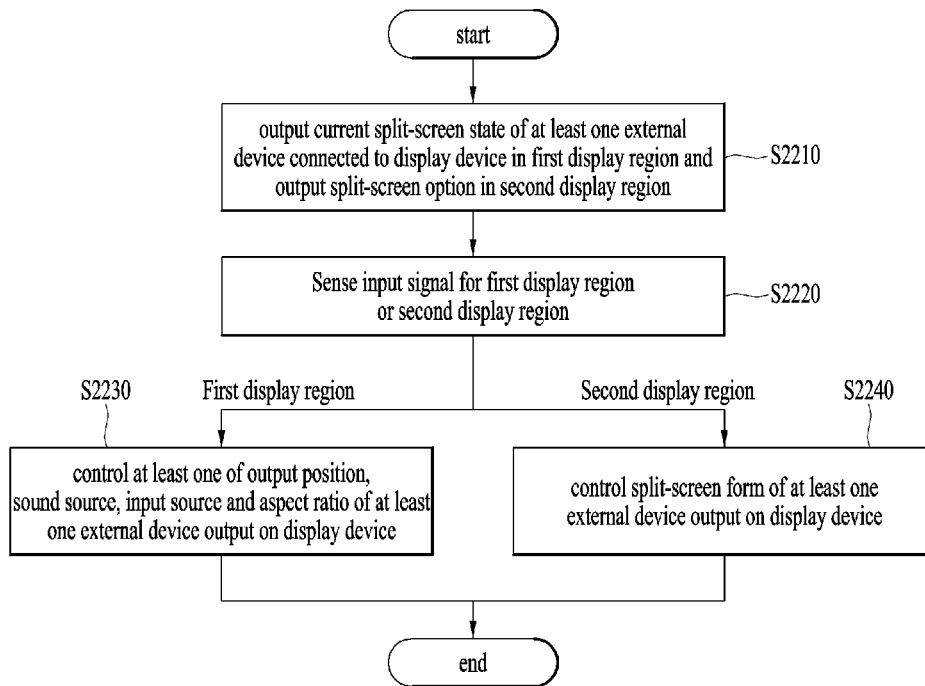 start
output current split-screen state of at least one external
device connected to display device in first display region and
output split-screen option in second display region
S2210
Sense input signal for first display region
or second display region
S2220
S2230
First display region
Second display region
S2240
control at least one of output position,
sound source, input source and aspect ratio of at least
one external device output on display device
control split-screen form of at least one
external device output on display device
end